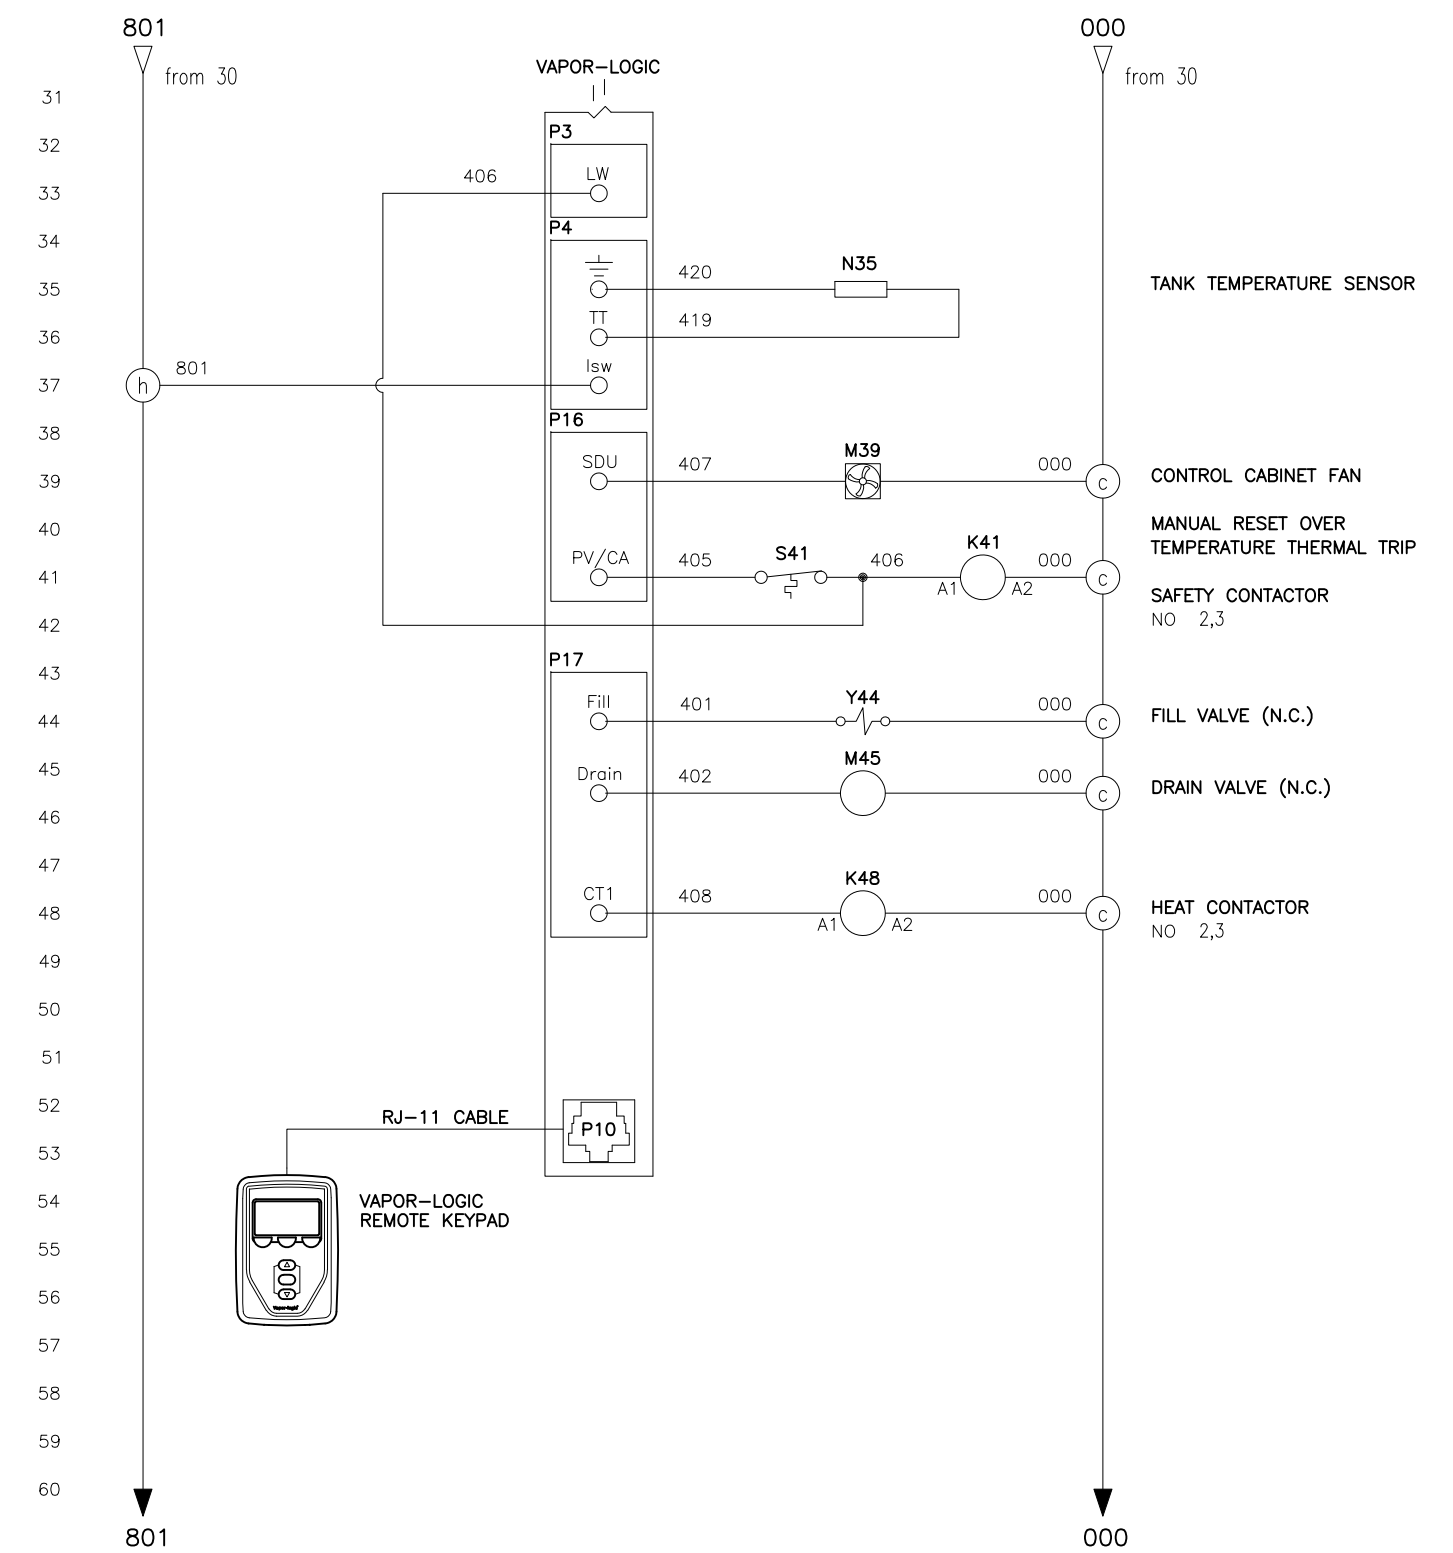 801
000
from 30
from 30
VAPOR-LOGIC
31
P3
32
LW
406
33
P4
34
420
N35
TANK TEMPERATURE SENSOR
35
TT
419
36
Isw
801
h
37
P16
38
SDU
407
M39
000
C
CONTROL CABINET FAN
39
40
MANUAL RESET OVER
TEMPERATURE THERMAL TRIP
PV/CA
405
S41
406
K41
000
41
A1
A2
C
SAFETY CONTACTOR
NO 2,3
42
P17
43
Fill
401
Y44
000
C
FILL VALVE (N.C.)
44
45
Drain
402
M45
000
C
DRAIN VALVE (N.C.)
46
47
CT1
408
K48
000
48
A1
A2
C
HEAT CONTACTOR
NO 2,3
49
50
51
52
RJ-11 CABLE
P10
53
54
VAPOR-LOGIC
REMOTE KEYPAD
55
56
Vapor-logic
57
58
59
60
801
000